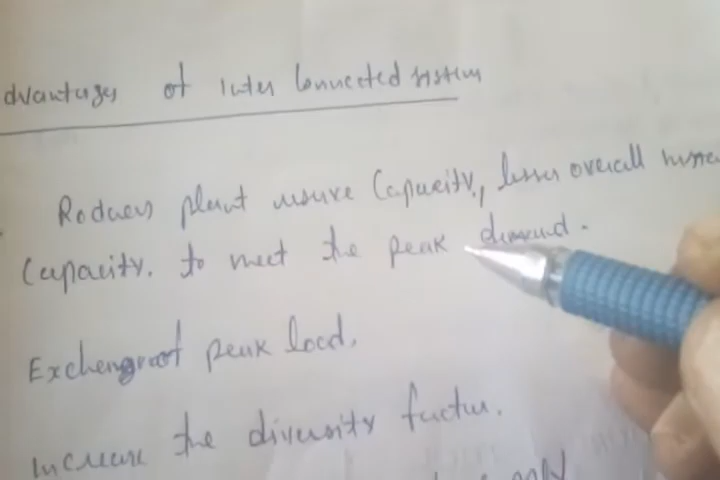 dvantages of Inter Connected system
Reduces plant reserve Capacity, lesser overall
Capacity. to meet the peak demand.
Exchange of peak load.
Increase the diversity factor.